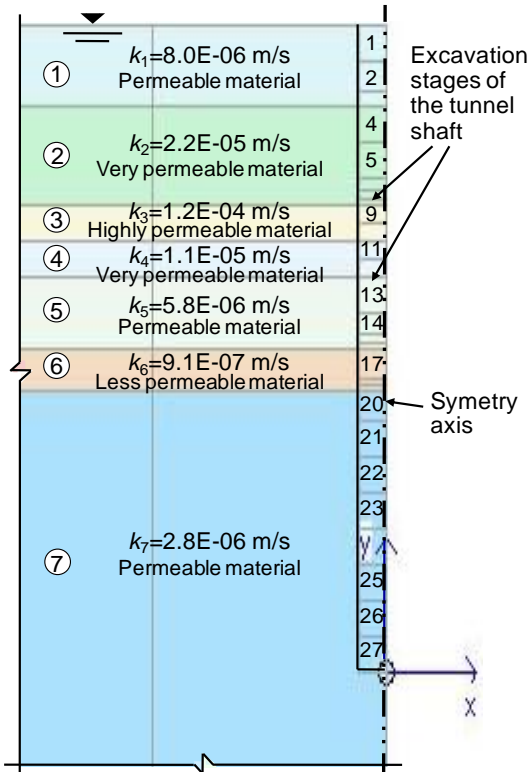 k1=8.0E-06 m/s
① Permeable material
k2=2.2E-05 m/s
② Very permeable material
k3=1.2E-04 m/s
③ Highly permeable material
④ k4=1.1E-05 m/s
Very permeable material
k5=5.8E-06 m/s
⑤ Permeable material
k6=9.1E-07 m/s
⑥ Less permeable material
k7=2.8E-06 m/s
⑦ Permeable material
1
2
4
5
9
11
13
14
17
20
21
22
23
y
25
26
27
x
Excavation
stages of
the tunnel
shaft
Symetry
axis